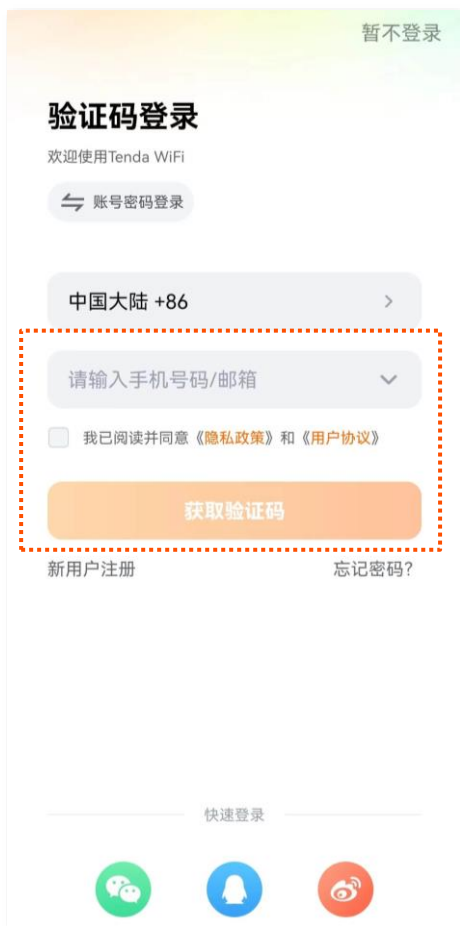 暂不登录
验证码登录
欢迎使用Tenda WiFi
账号密码登录
中国大陆 +86
请输入手机号码/邮箱
我已阅读并同意《隐私政策》和《用户协议》
获取验证码
新用户注册 忘记密码?
快速登录